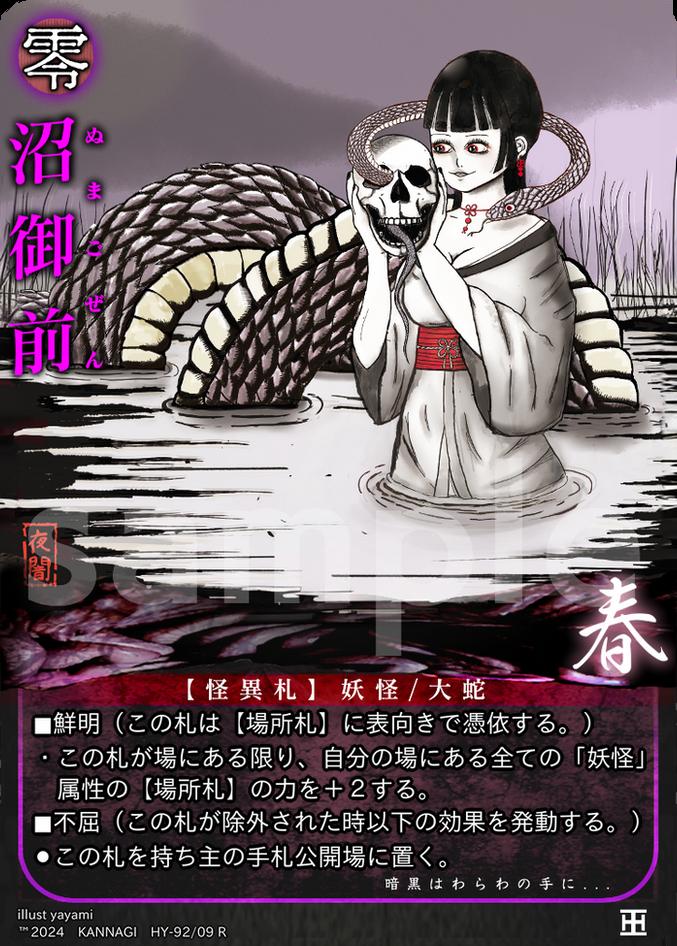 零
沼御前
ぬまごぜん
夜闇
sample
春
【怪異札】妖怪/大蛇
■鮮明（この札は【場所札】に表向きで憑依する。）
・この札が場にある限り、自分の場にある全ての「妖怪」
属性の【場所札】の力を＋２する。
■不屈（この札が除外された時以下の効果を発動する。）
●この札を持ち主の手札公開場に置く。
暗黒はわらわの手に...
illust yayami
™2024 KANNAGI HY-92/09 R